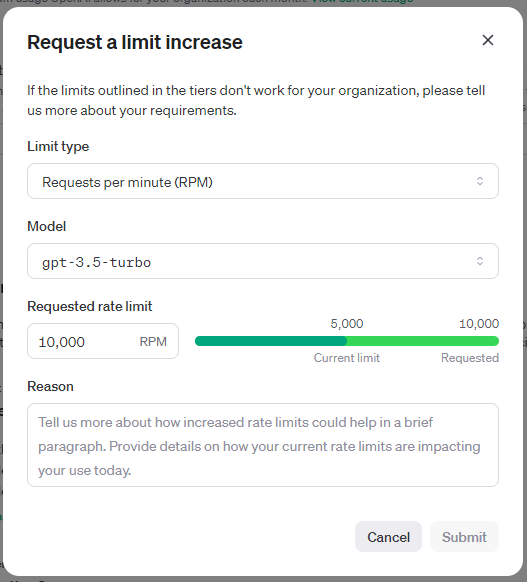 Request a limit increase
If the limits outlined in the tiers don't work for your organization, please tell
us more about your requirements.
Limit type
Requests per minute (RPM)
Model
gpt-3.5-turbo
Requested rate limit
10,000 RPM
5,000 10,000
Current limit Requested
Reason
Tell us more about how increased rate limits could help in a brief
paragraph. Provide details on how your current rate limits are impacting
your use today.
Cancel Submit